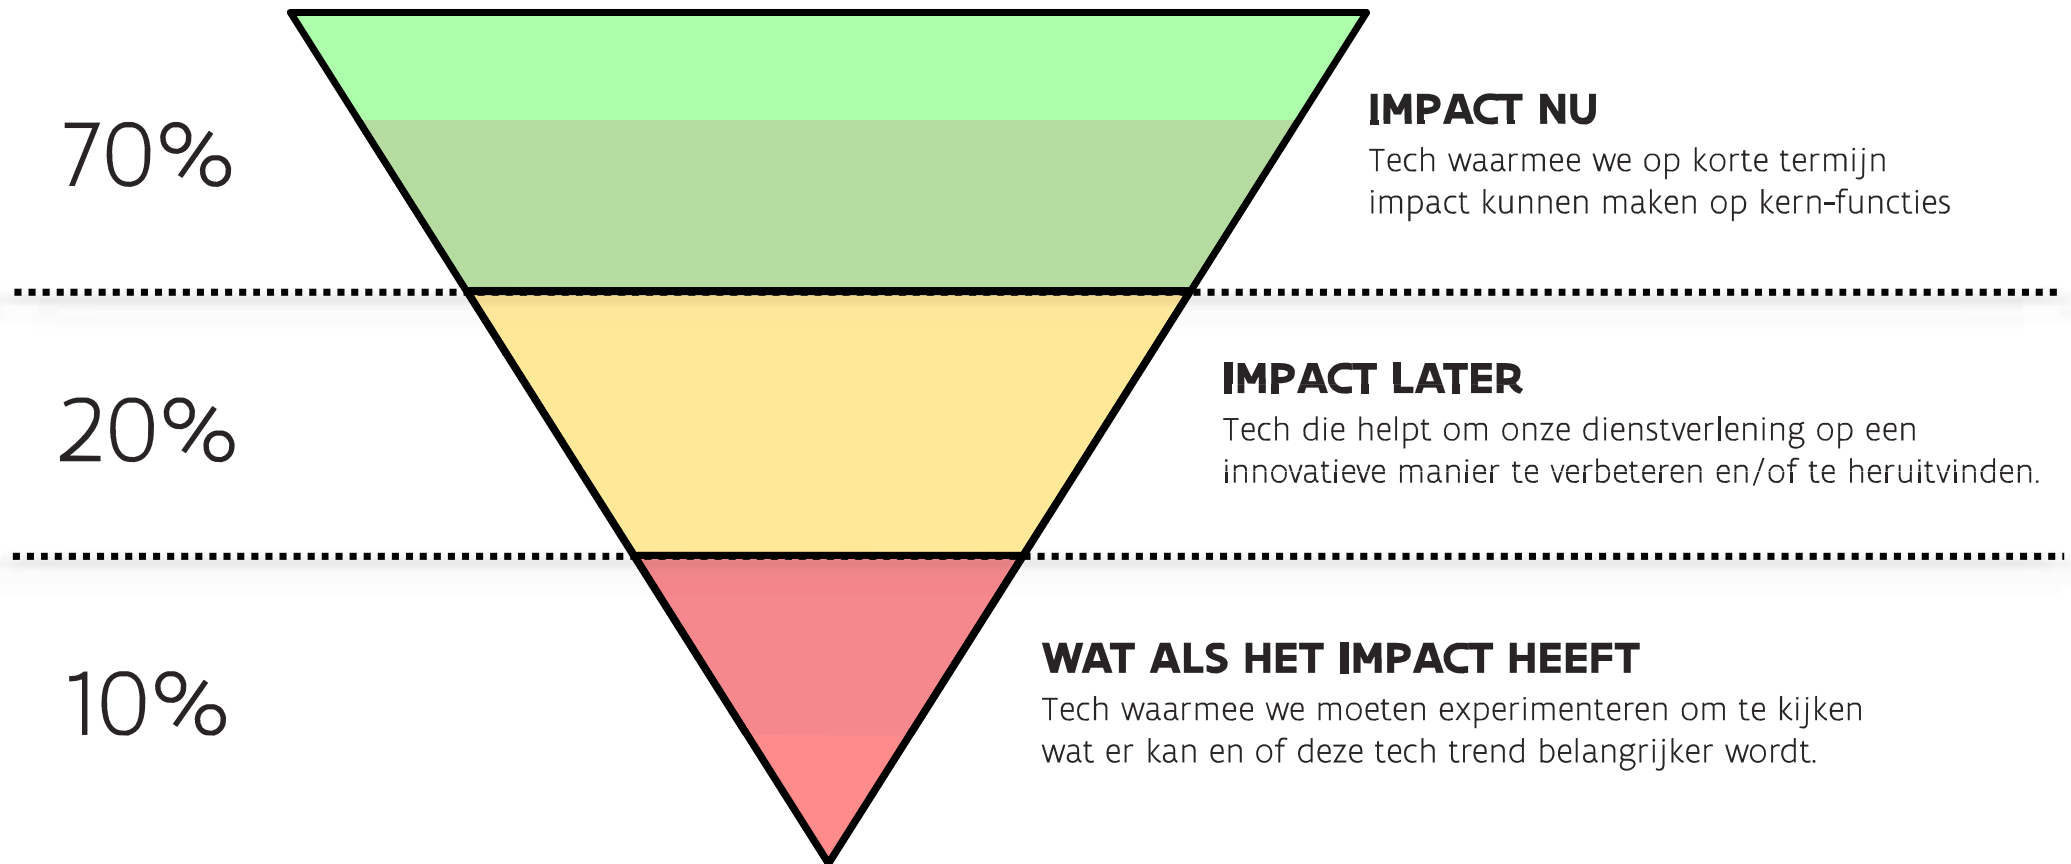 70%
IMPACT NU
Tech waarmee we op korte termijn
impact kunnen maken op kern-functies
20%
IMPACT LATER
Tech die helpt om onze dienstverlening op een
innovatieve manier te verbeteren en/of te heruitvinden.
10%
WAT ALS HET IMPACT HEEFT
Tech waarmee we moeten experimenteren om te kijken
wat er kan en of deze tech trend belangrijker wordt.